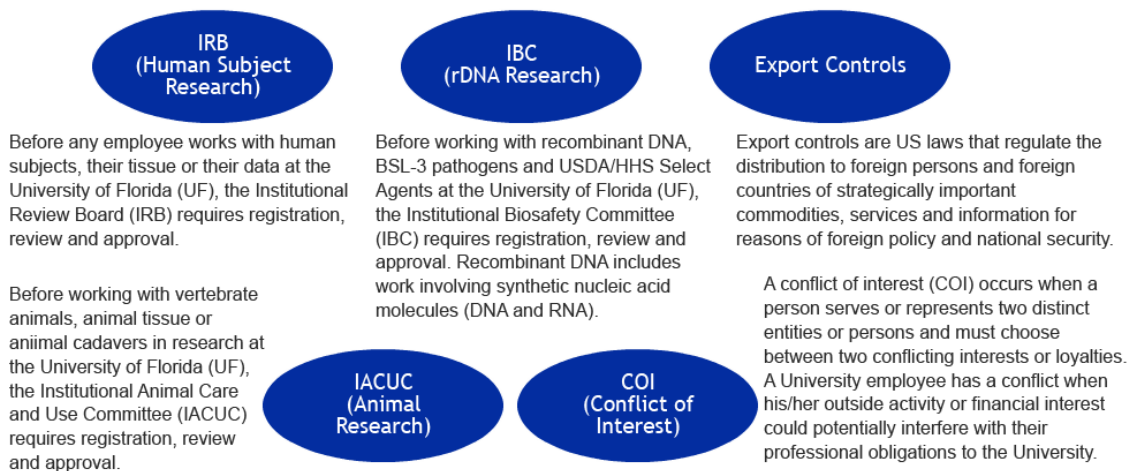 IRB
(Human Subject
Research)
Before any employee works with human
subjects, their tissue or their data at the
University of Florida (UF), the Institutional
Review Board (IRB) requires registration,
review and approval.
IBC
(rDNA Research)
Before working with recombinant DNA,
BSL-3 pathogens and USDA/HHS Select
Agents at the University of Florida (UF),
the Institutional Biosafety Committee
(IBC) requires registration, review and
approval. Recombinant DNA includes
work involving synthetic nucleic acid
molecules (DNA and RNA).
Export Controls
Export controls are US laws that regulate the
distribution to foreign persons and foreign
countries of strategically important
commodities, services and information for
reasons of foreign policy and national security.
Before working with vertebrate
animals, animal tissue or
aniimal cadavers in research at
the University of Florida (UF),
the Institutional Animal Care
and Use Committee (IACUC)
requires registration, review
and approval.
IACUC
(Animal
Research)
COI
(Conflict of
Interest)
A conflict of interest (COI) occurs when a
person serves or represents two distinct
entities or persons and must choose
between two conflicting interests or loyalties.
A University employee has a conflict when
his/her outside activity or financial interest
could potentially interfere with their
professional obligations to the University.